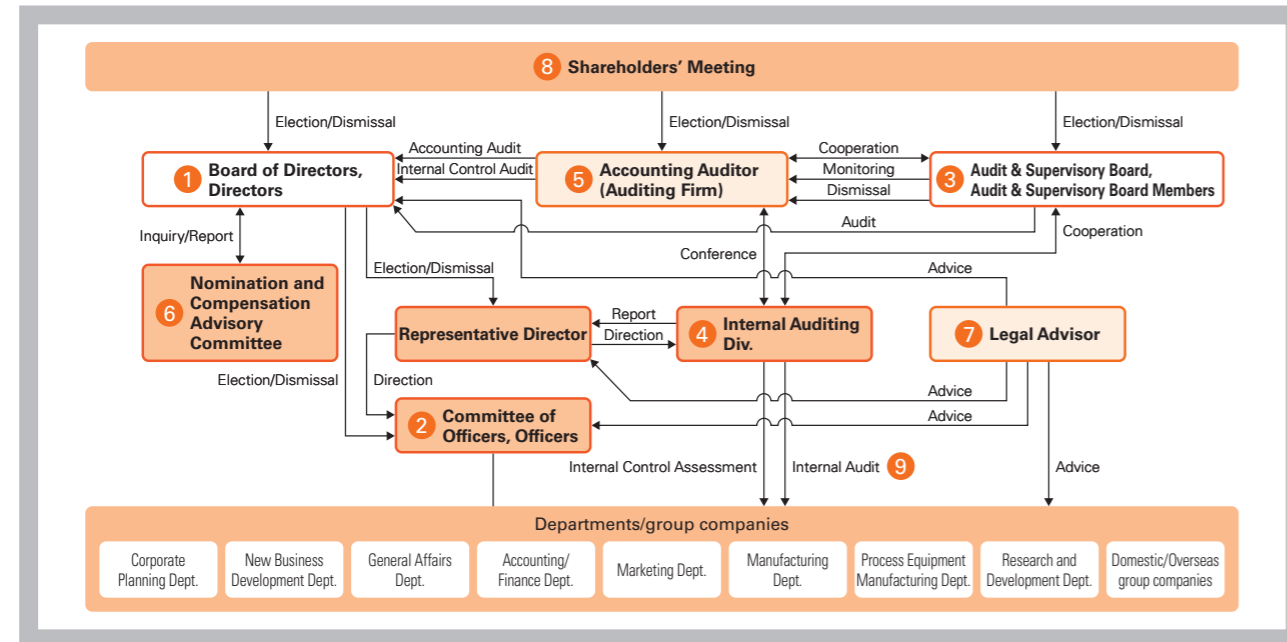 8 Shareholders' Meeting
Election/Dismissal
Election/Dismissal
Election/Dismissal
1 Board of Directors,
Directors
Accounting Audit
Internal Control Audit
5 Accounting Auditor
(Auditing Firm)
Cooperation
Monitoring
Dismissal
3 Audit & Supervisory Board,
Audit & Supervisory Board Members
Audit
Inquiry/Report
Conference
Cooperation
Election/Dismissal
Advice
6 Nomination and
Compensation
Advisory
Committee
Representative Director
Report
Direction
4 Internal Auditing
Div.
7 Legal Advisor
Election/Dismissal
Direction
Advice
2 Committee of
Officers, Officers
Advice
Internal Control Assessment
Internal Audit 9
Advice
Departments/group companies
Corporate
Planning Dept.
New Business
Development Dept.
General Affairs
Dept.
Accounting/
Finance Dept.
Marketing Dept.
Manufacturing
Dept.
Process Equipment
Manufacturing Dept.
Research and
Development Dept.
Domestic/Overseas
group companies